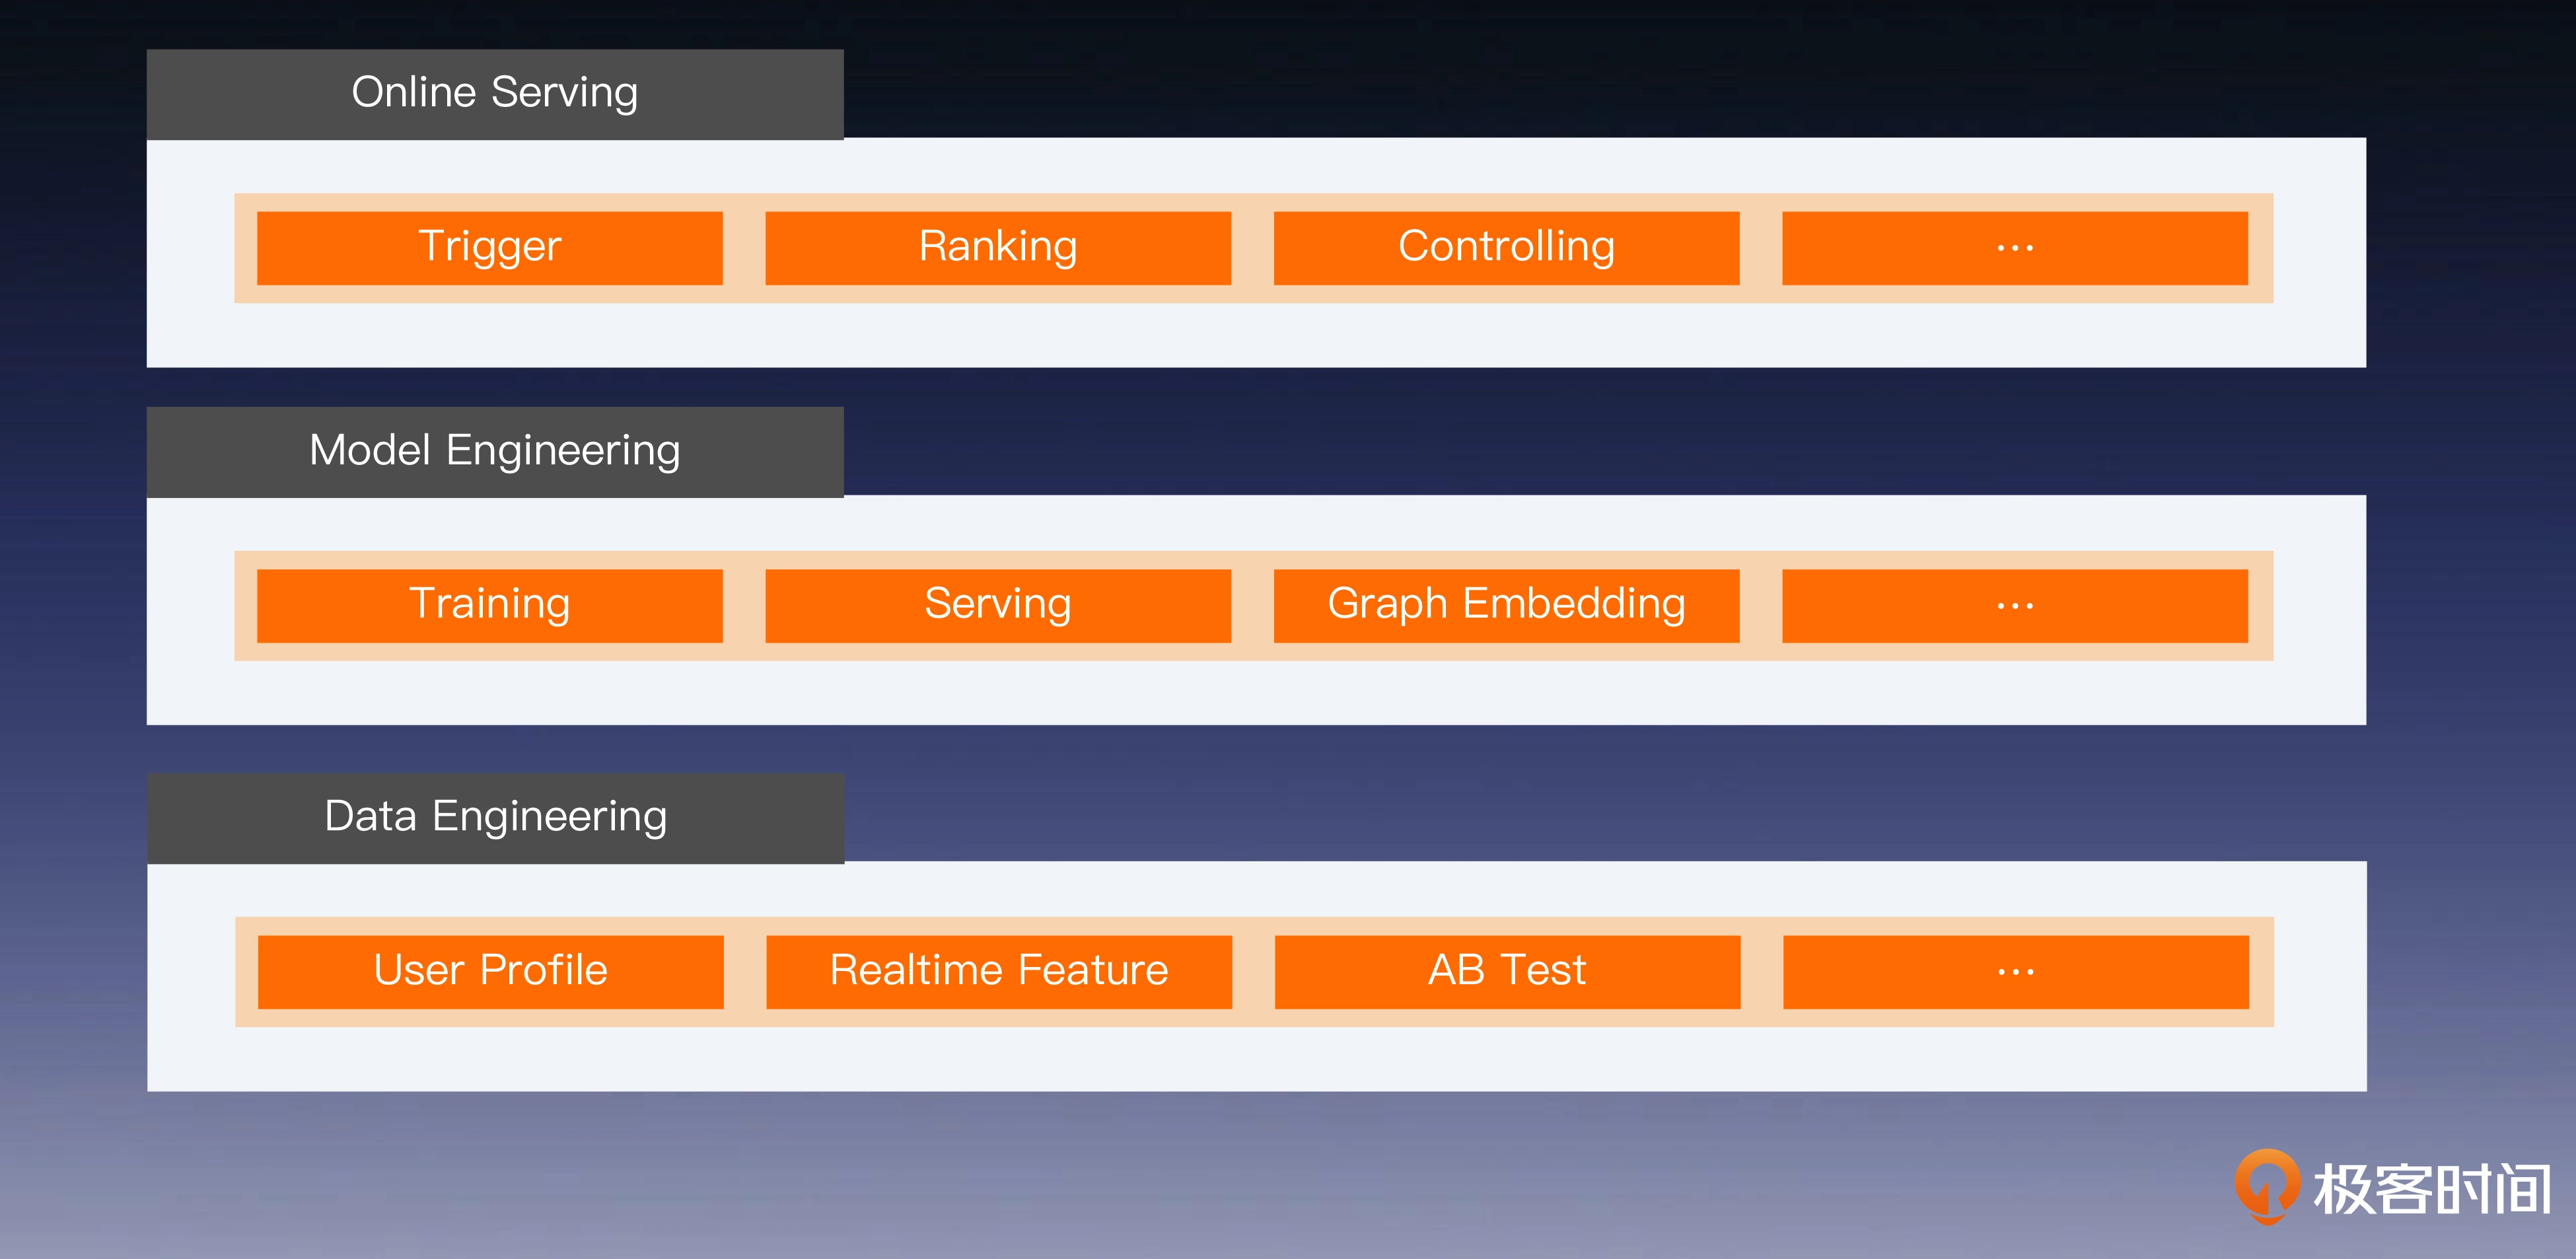 Online Serving
Trigger
Ranking
Controlling
...
Model Engineering
Training
Serving
Graph Embedding
...
Data Engineering
User Profile
Realtime Feature
AB Test
...
极客时间